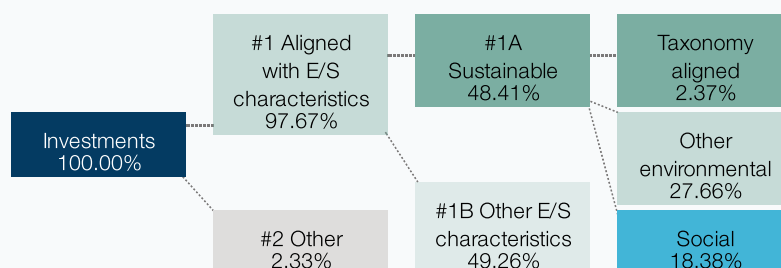 #1 Aligned
with E/S
characteristics
97.67%
#1A
Sustainable
48.41%
Taxonomy
aligned
2.37%
Investments
100.00%
Other
environmental
27.66%
#2 Other
2.33%
#1B Other E/S
characteristics
49.26%
Social
18.38%